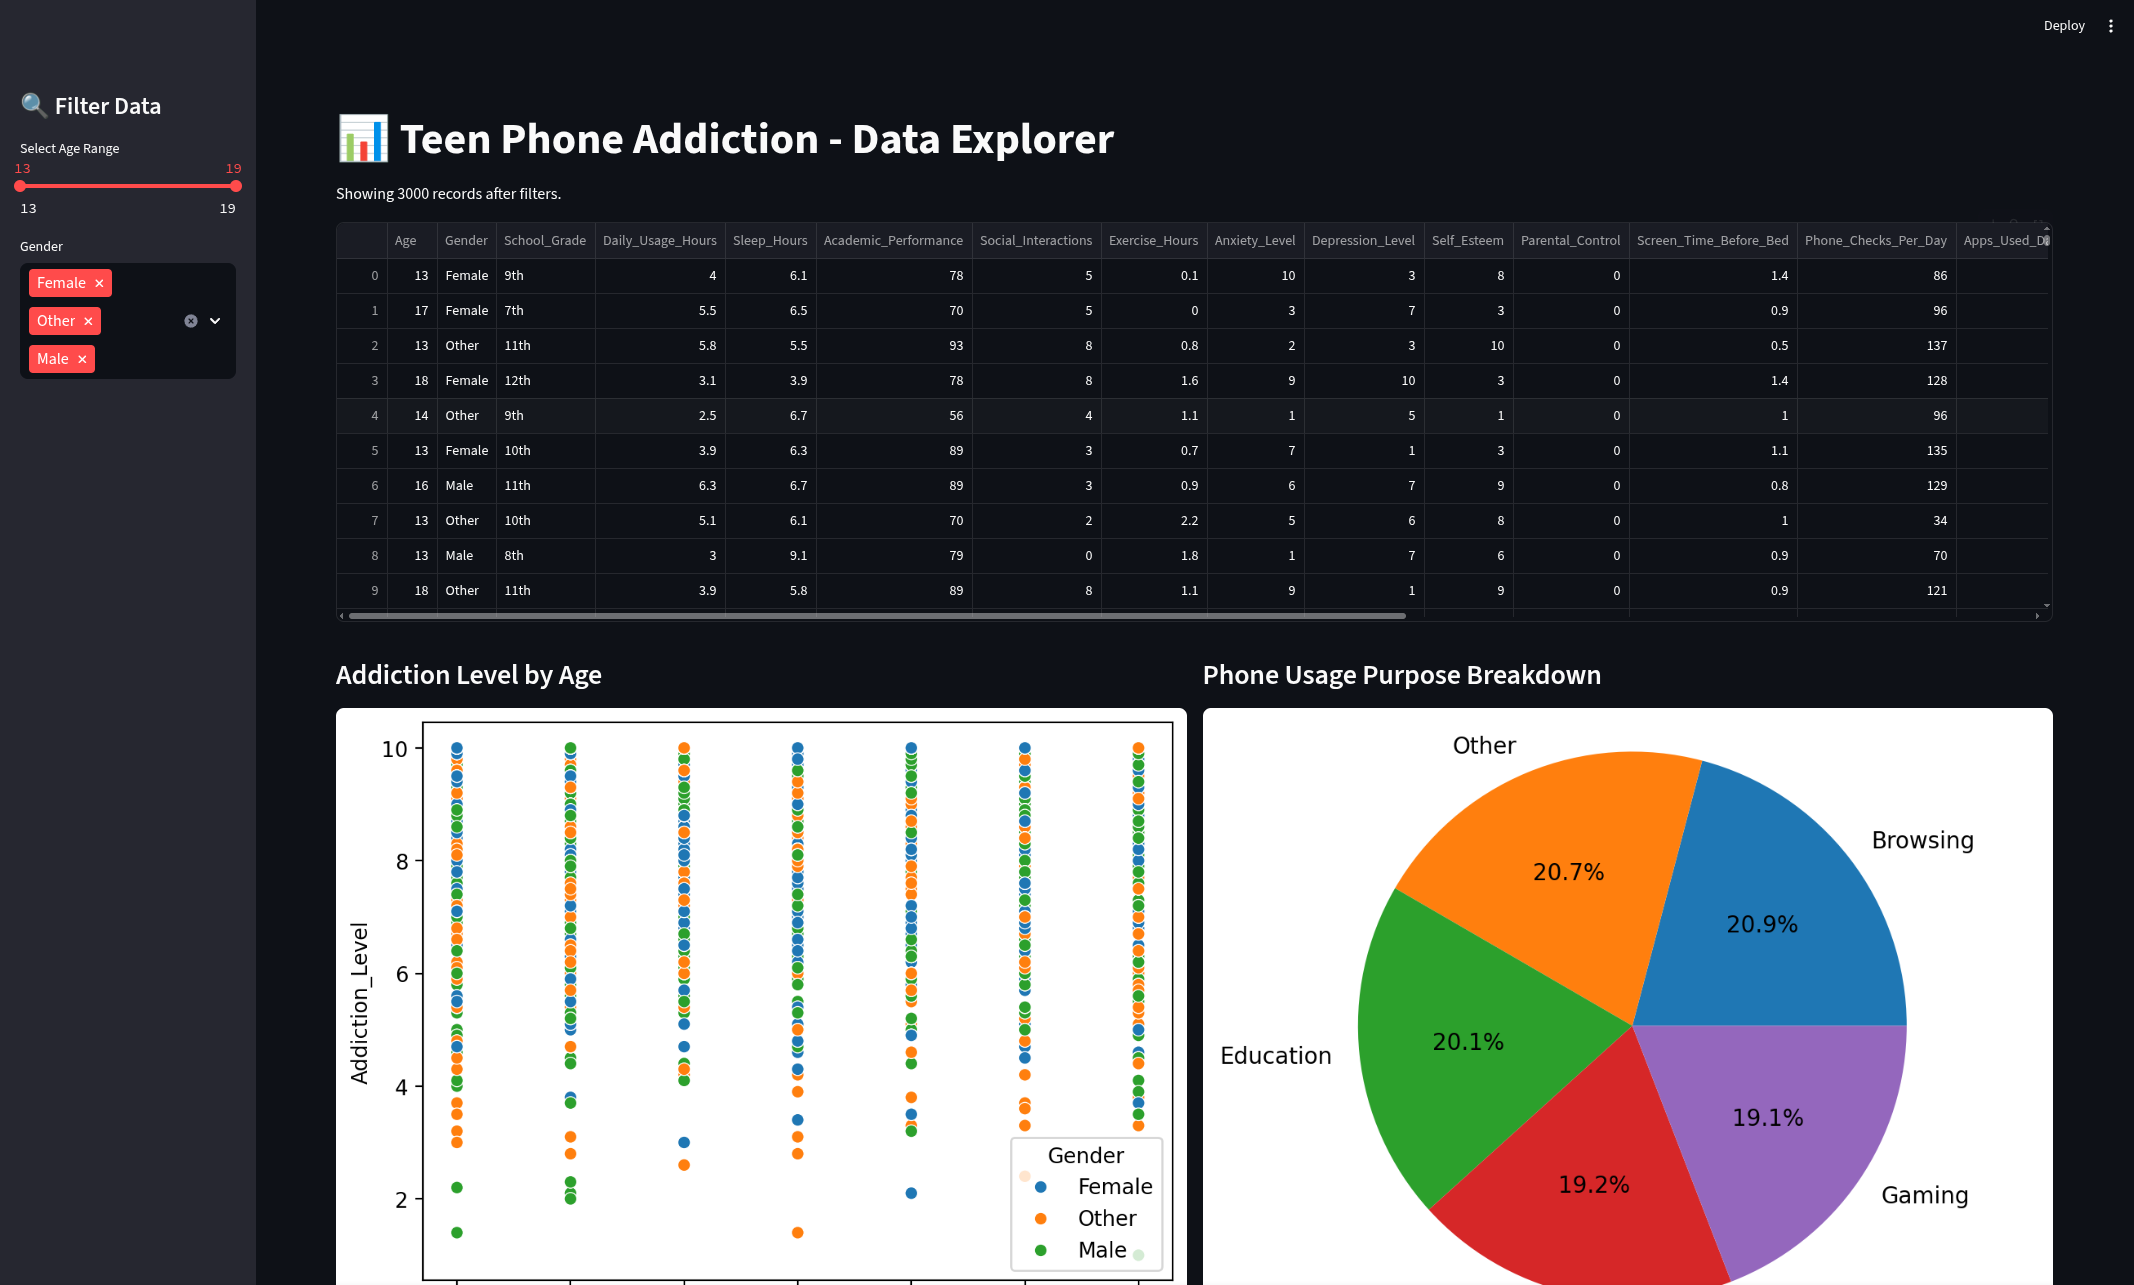 Deploy
🔍 Filter Data
Select Age Range
13 19
13 19
Gender
Female ×
Other ×
Male ×
📊 Teen Phone Addiction - Data Explorer
Showing 3000 records after filters.
Age Gender School_Grade Daily_Usage_Hours Sleep_Hours Academic_Performance Social_Interactions Exercise_Hours Anxiety_Level Depression_Level Self_Esteem Parental_Control Screen_Time_Before_Bed Phone_Checks_Per_Day Apps_Used_D
0 13 Female 9th 4 6.1 78 5 0.1 10 3 8 0 1.4 86
1 17 Female 7th 5.5 6.5 70 5 0 3 7 3 0 0.9 96
2 13 Other 11th 5.8 5.5 93 8 0.8 2 3 10 0 0.5 137
3 18 Female 12th 3.1 3.9 78 8 1.6 9 10 3 0 1.4 128
4 14 Other 9th 2.5 6.7 56 4 1.1 1 5 1 0 1 96
5 13 Female 10th 3.9 6.3 89 3 0.7 7 1 3 0 1.1 135
6 16 Male 11th 6.3 6.7 89 3 0.9 6 7 9 0 0.8 129
7 13 Other 10th 5.1 6.1 70 2 2.2 5 6 8 0 1 34
8 13 Male 8th 3 9.1 79 0 1.8 1 7 6 0 0.9 70
9 18 Other 11th 3.9 5.8 89 8 1.1 9 1 9 0 0.9 121
Addiction Level by Age
10
8
6
4
2
Addiction_Level
Gender
Female
Other
Male
Phone Usage Purpose Breakdown
Other
Browsing
20.7%
20.9%
Education
20.1%
19.1%
19.2%
Gaming